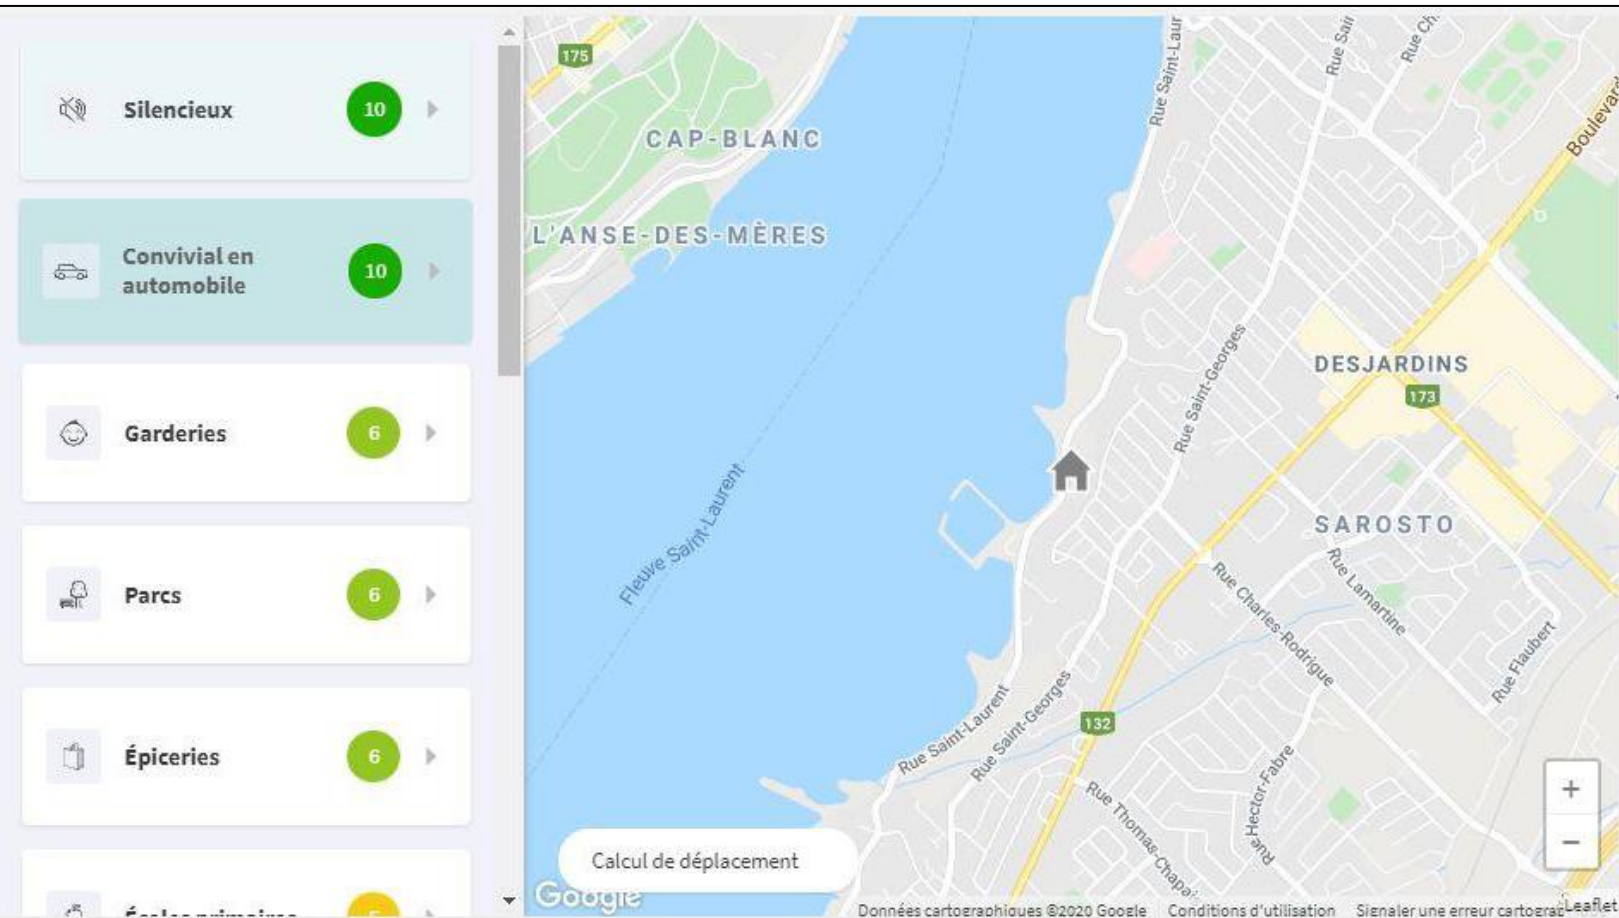 Silencieux
10
Convivial en
automobile
10
Garderies
6
Parcs
6
Épiceries
6
175
CAP-BLANC
L'ANSE-DES-MÈRES
Fleuve Saint-Laurent
Rue Saint-Laur
Rue Sai
Rue Ch
Boulevard
Rue Saint-Georges
DESJARDINS
173
SAROSTO
Rue Lamartine
Rue Charles-Rodrigue
Rue Flaubert
Rue Saint-Laurent
Rue Saint-Georges
132
Rue Hector-Fabre
Rue Thomas-Chapai
+
−
Calcul de déplacement
Google
Données cartographiques ©2020 Google
Conditions d'utilisation
Signaler une erreur cartograp
Leaflet